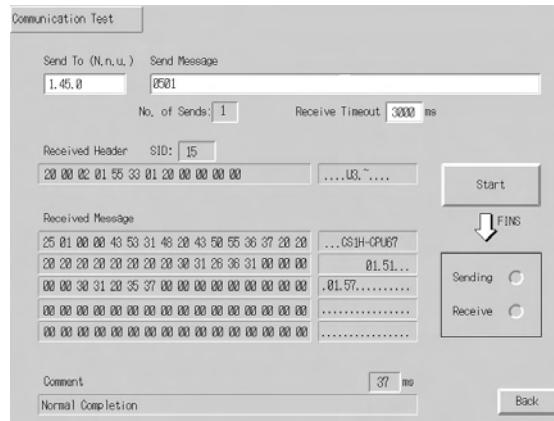 Communication Test
Send To (N.n.u.) Send Message
1.45.0 0501
No. of Sends: 1 Receive Timeout 3000 ms
Received Header SID: 15
20 00 02 01 55 33 01 20 00 00 00 00 ....U3.~....
Start
FINS
Received Message
25 01 00 00 43 53 31 48 20 43 50 55 36 37 20 20 ...CS1H-CPU67
20 20 20 20 20 20 20 20 30 31 26 36 31 00 00 00 01.51...
00 00 30 31 20 35 37 00 00 00 00 00 00 00 00 00 .01.57.........
00 00 00 00 00 00 00 00 00 00 00 00 00 00 00 00 ................
00 00 00 00 00 00 00 00 00 00 00 00 00 00 00 00 ................
Sending
Receive
Comment 37 ms
Normal Completion
Back